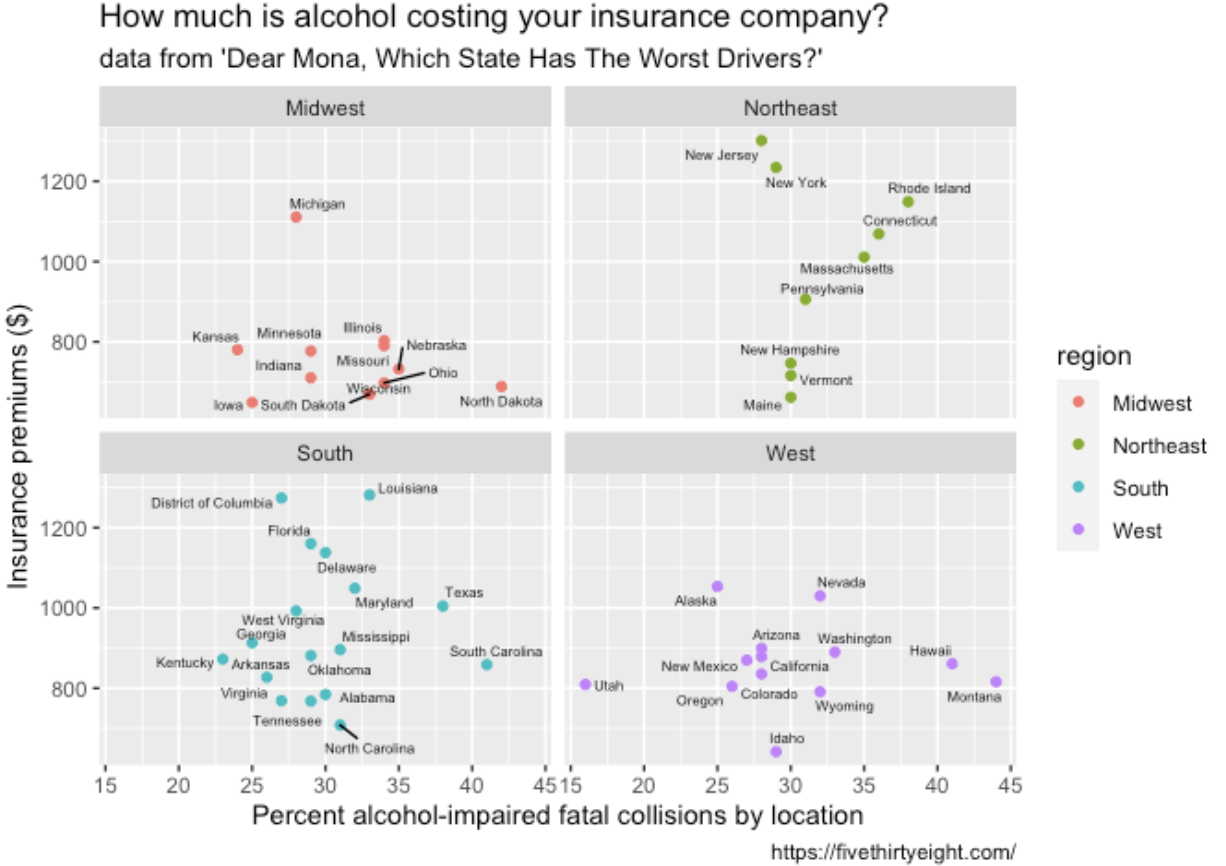 How much is alcohol costing your insurance company?
data from 'Dear Mona, Which State Has The Worst Drivers?'
Midwest
Northeast
Insurance premiums ($)
1200
1000
800
Michigan
Kansas
Minnesota
Illinois
Nebraska
Indiana
Missouri
Ohio
Wisconsin
Iowa
South Dakota
North Dakota
New Jersey
New York
Rhode Island
Connecticut
Massachusetts
Pennsylvania
New Hampshire
Vermont
Maine
South
West
1200
1000
800
District of Columbia
Louisiana
Florida
Delaware
Maryland
Texas
West Virginia
Georgia
Mississippi
Kentucky
Arkansas
Oklahoma
South Carolina
Virginia
Alabama
Tennessee
North Carolina
Alaska
Nevada
Arizona
Washington
Hawaii
New Mexico
California
Utah
Oregon
Colorado
Wyoming
Montana
Idaho
15 20 25 30 35 40 45
15 20 25 30 35 40 45
Percent alcohol-impaired fatal collisions by location
https://fivethirtyeight.com/
region
Midwest
Northeast
South
West